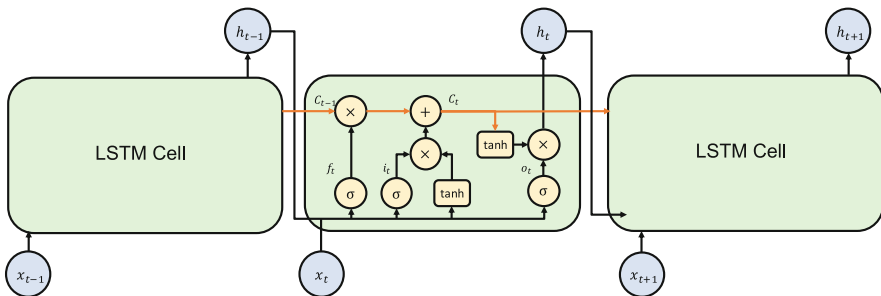 h_{t-1}
h_t
h_{t+1}
C_{t-1} × + C_t
LSTM Cell
tanh ×
×
LSTM Cell
f_t i_t o_t
σ σ tanh σ
x_{t-1} x_t x_{t+1}